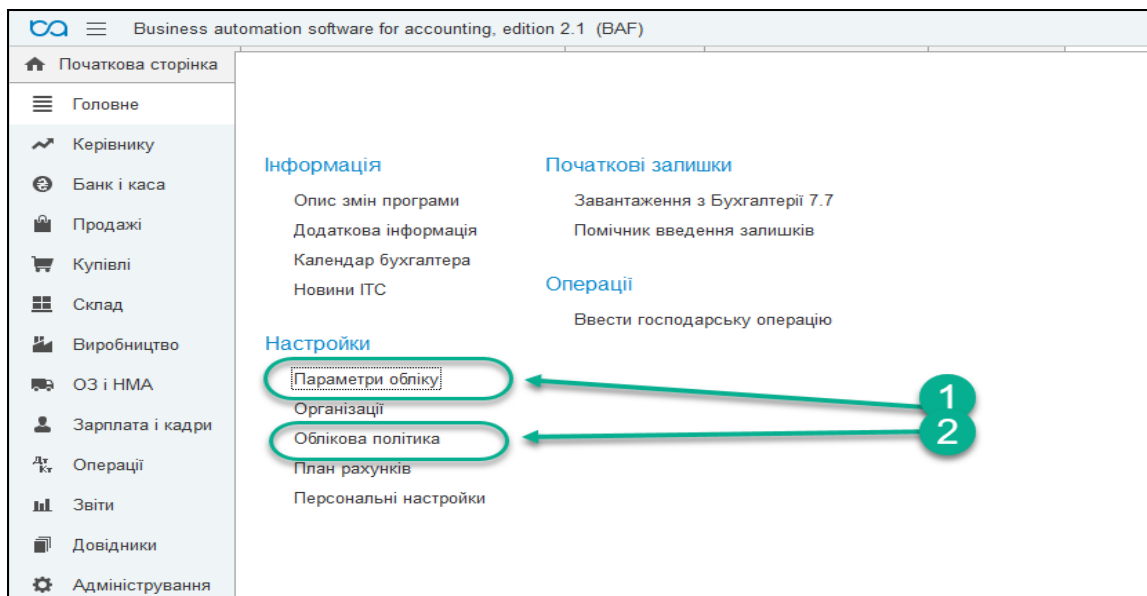 Business automation software for accounting, edition 2.1 (BAF)
Початкова сторінка
Головне
Керівнику
Банк і каса
Продажі
Купівлі
Склад
Виробництво
ОЗ і НМА
Зарплата і кадри
Дт Кт Операції
Звіти
Довідники
Адміністрування
Інформація
Опис змін програми
Додаткова інформація
Календар бухгалтера
Новини ІТС
Настройки
Параметри обліку
Організації
Облікова політика
План рахунків
Персональні настройки
Початкові залишки
Завантаження з Бухгалтерії 7.7
Помічник введення залишків
Операції
Ввести господарську операцію
1
2